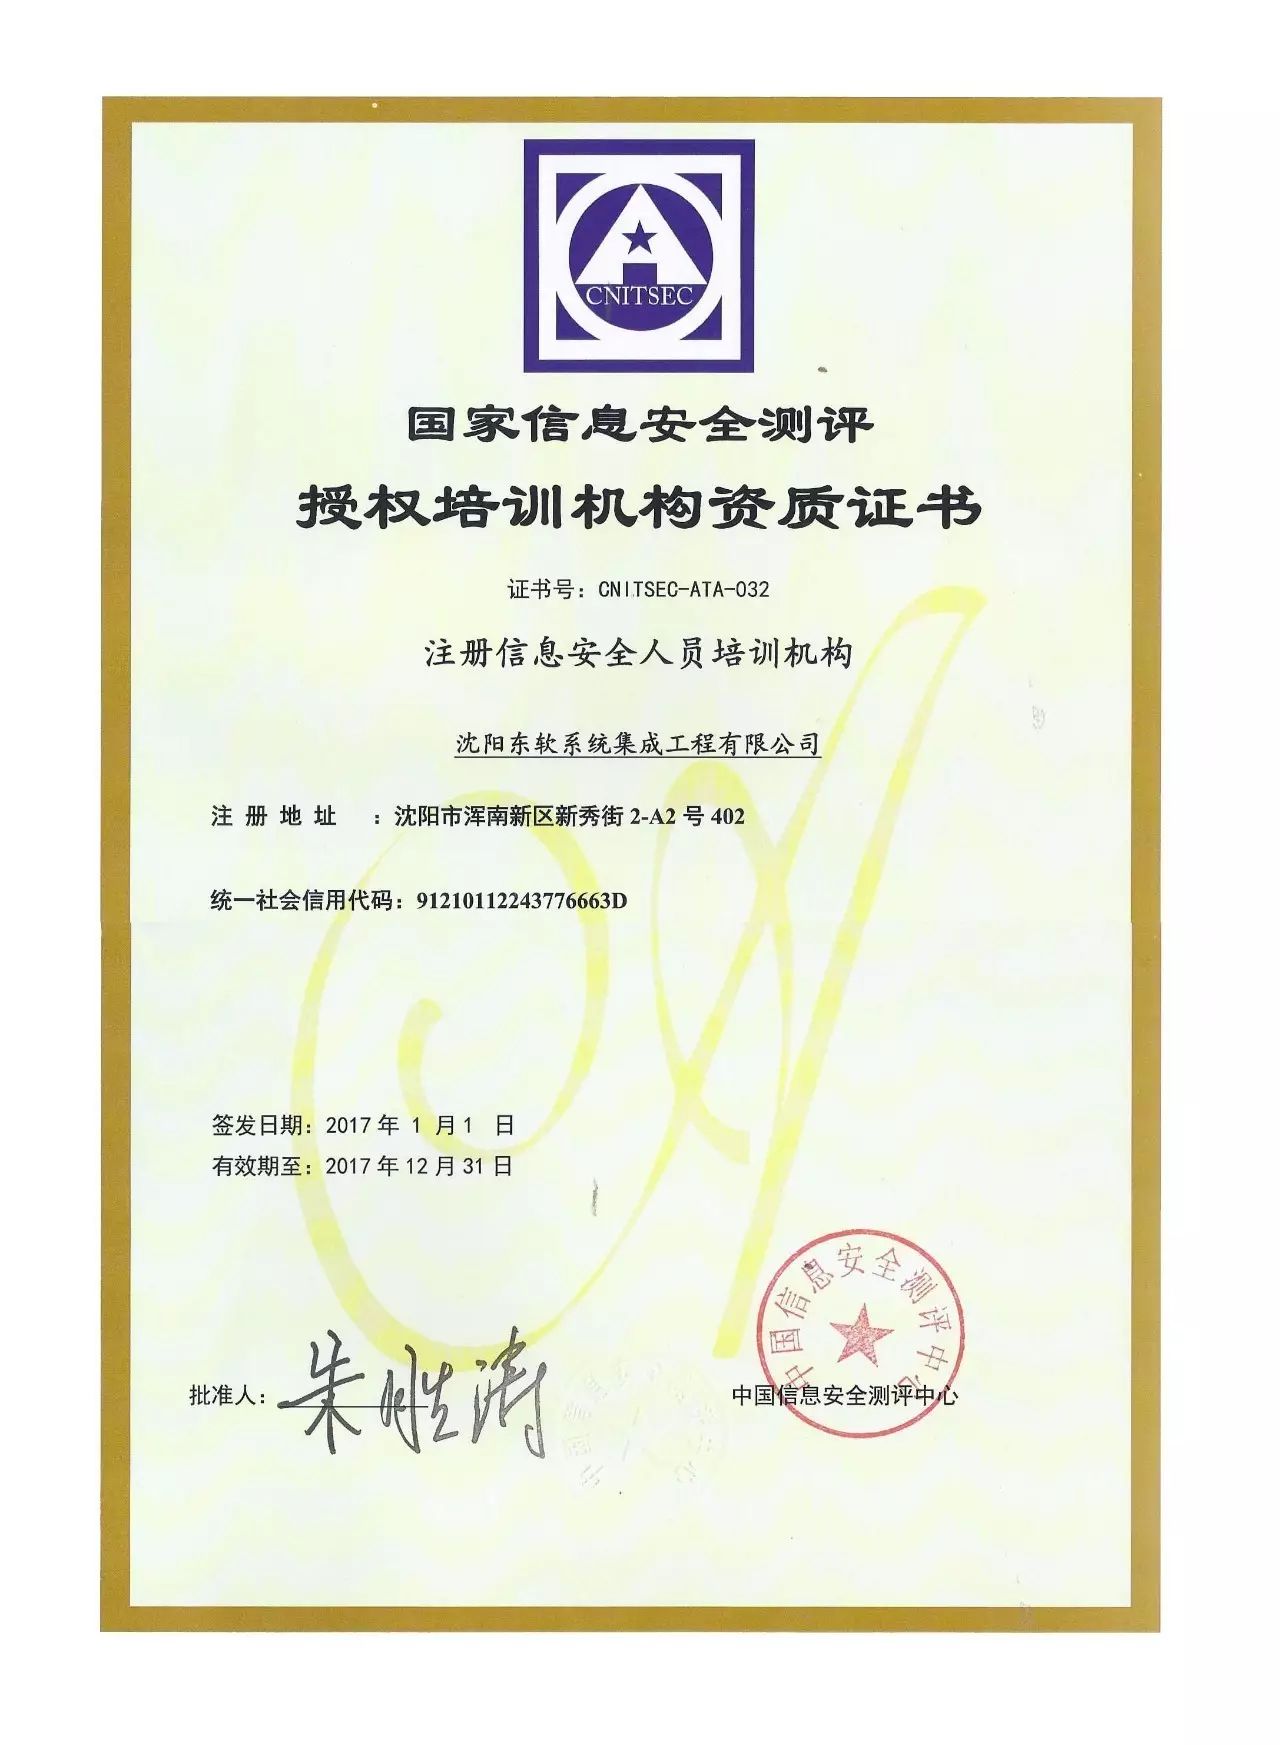 CNITSEC
国家信息安全测评
授权培训机构资质证书
证书号：CNITSEC-ATA-032
注册信息安全人员培训机构
沈阳东软系统集成工程有限公司
注 册 地 址 ：沈阳市浑南新区新秀街 2-A2 号 402
统一社会信用代码：91210112243776663D
签发日期：2017 年 1 月 1 日
有效期至：2017 年 12 月 31 日
中国信息安全测评中心
批准人：朱胜涛
中国信息安全测评中心